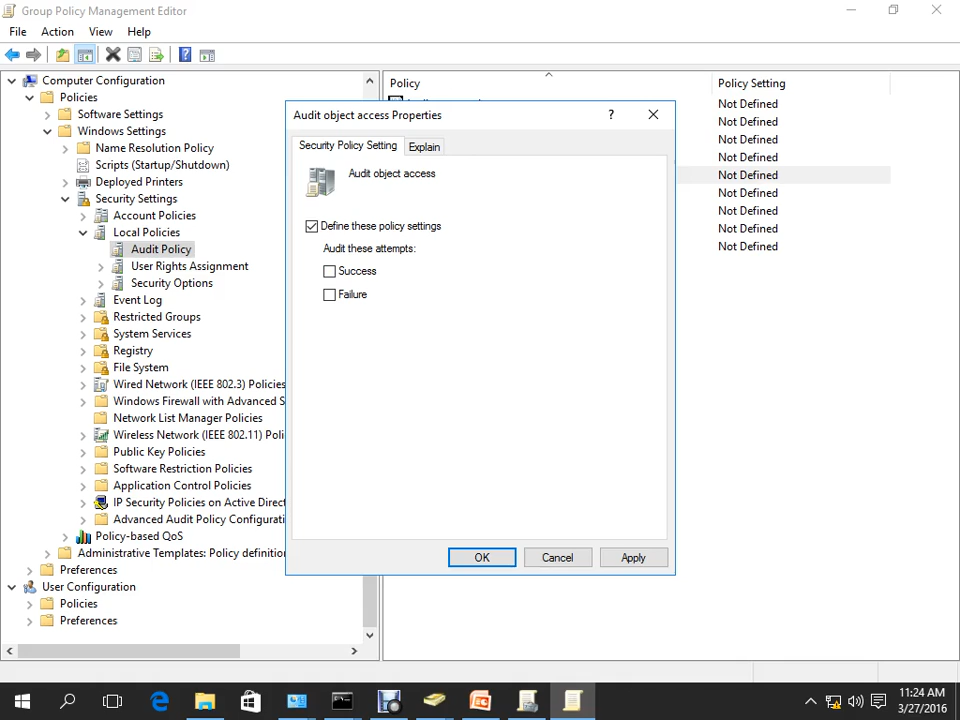 Group Policy Management Editor
File Action View Help
Computer Configuration
Policies
Software Settings
Windows Settings
Name Resolution Policy
Scripts (Startup/Shutdown)
Deployed Printers
Security Settings
Account Policies
Local Policies
Audit Policy
User Rights Assignment
Security Options
Event Log
Restricted Groups
System Services
Registry
File System
Wired Network (IEEE 802.3) Policies
Windows Firewall with Advanced S
Network List Manager Policies
Wireless Network (IEEE 802.11) Poli
Public Key Policies
Software Restriction Policies
Application Control Policies
IP Security Policies on Active Direct
Advanced Audit Policy Configurati
Policy-based QoS
Administrative Templates: Policy definition
Preferences
User Configuration
Policies
Preferences
Policy Policy Setting
Not Defined
Not Defined
Not Defined
Not Defined
Not Defined
Not Defined
Not Defined
Not Defined
Not Defined
Audit object access Properties ?
Security Policy Setting Explain
Audit object access
Define these policy settings
Audit these attempts:
Success
Failure
OK Cancel Apply
11:24 AM
3/27/2016